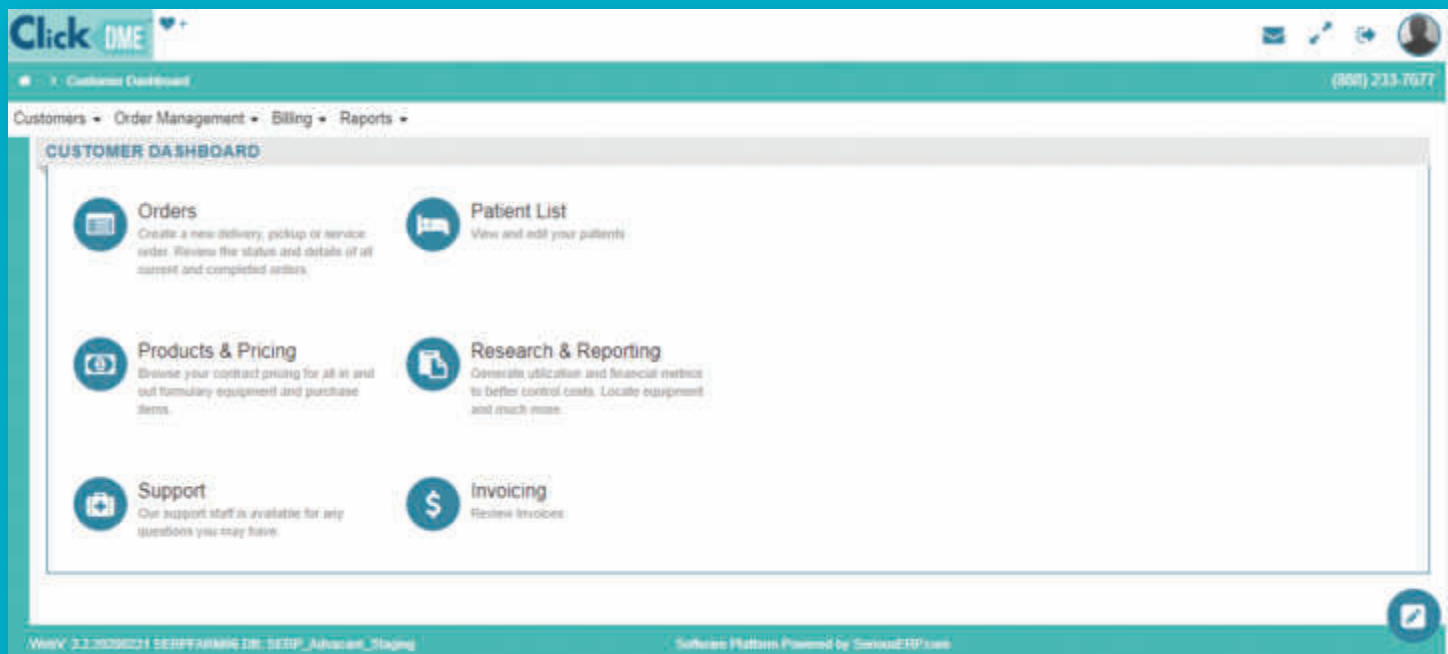 Click DME
Customer Dashboard
(888) 233-7677
Customers Order Management Billing Reports
CUSTOMER DASHBOARD
Orders
Create a new delivery, pickup or service
order. Review the status and details of all
current and completed orders.
Patient List
View and edit your patients
Products & Pricing
Browse your contract pricing for all in and
out formulary equipment and purchase
items.
Research & Reporting
Generate utilization and financial metrics
to better control costs. Locate equipment
and much more.
Support
Our support staff is available for any
questions you may have.
Invoicing
Review Invoices
Software Platform Powered by SeriousERP.com